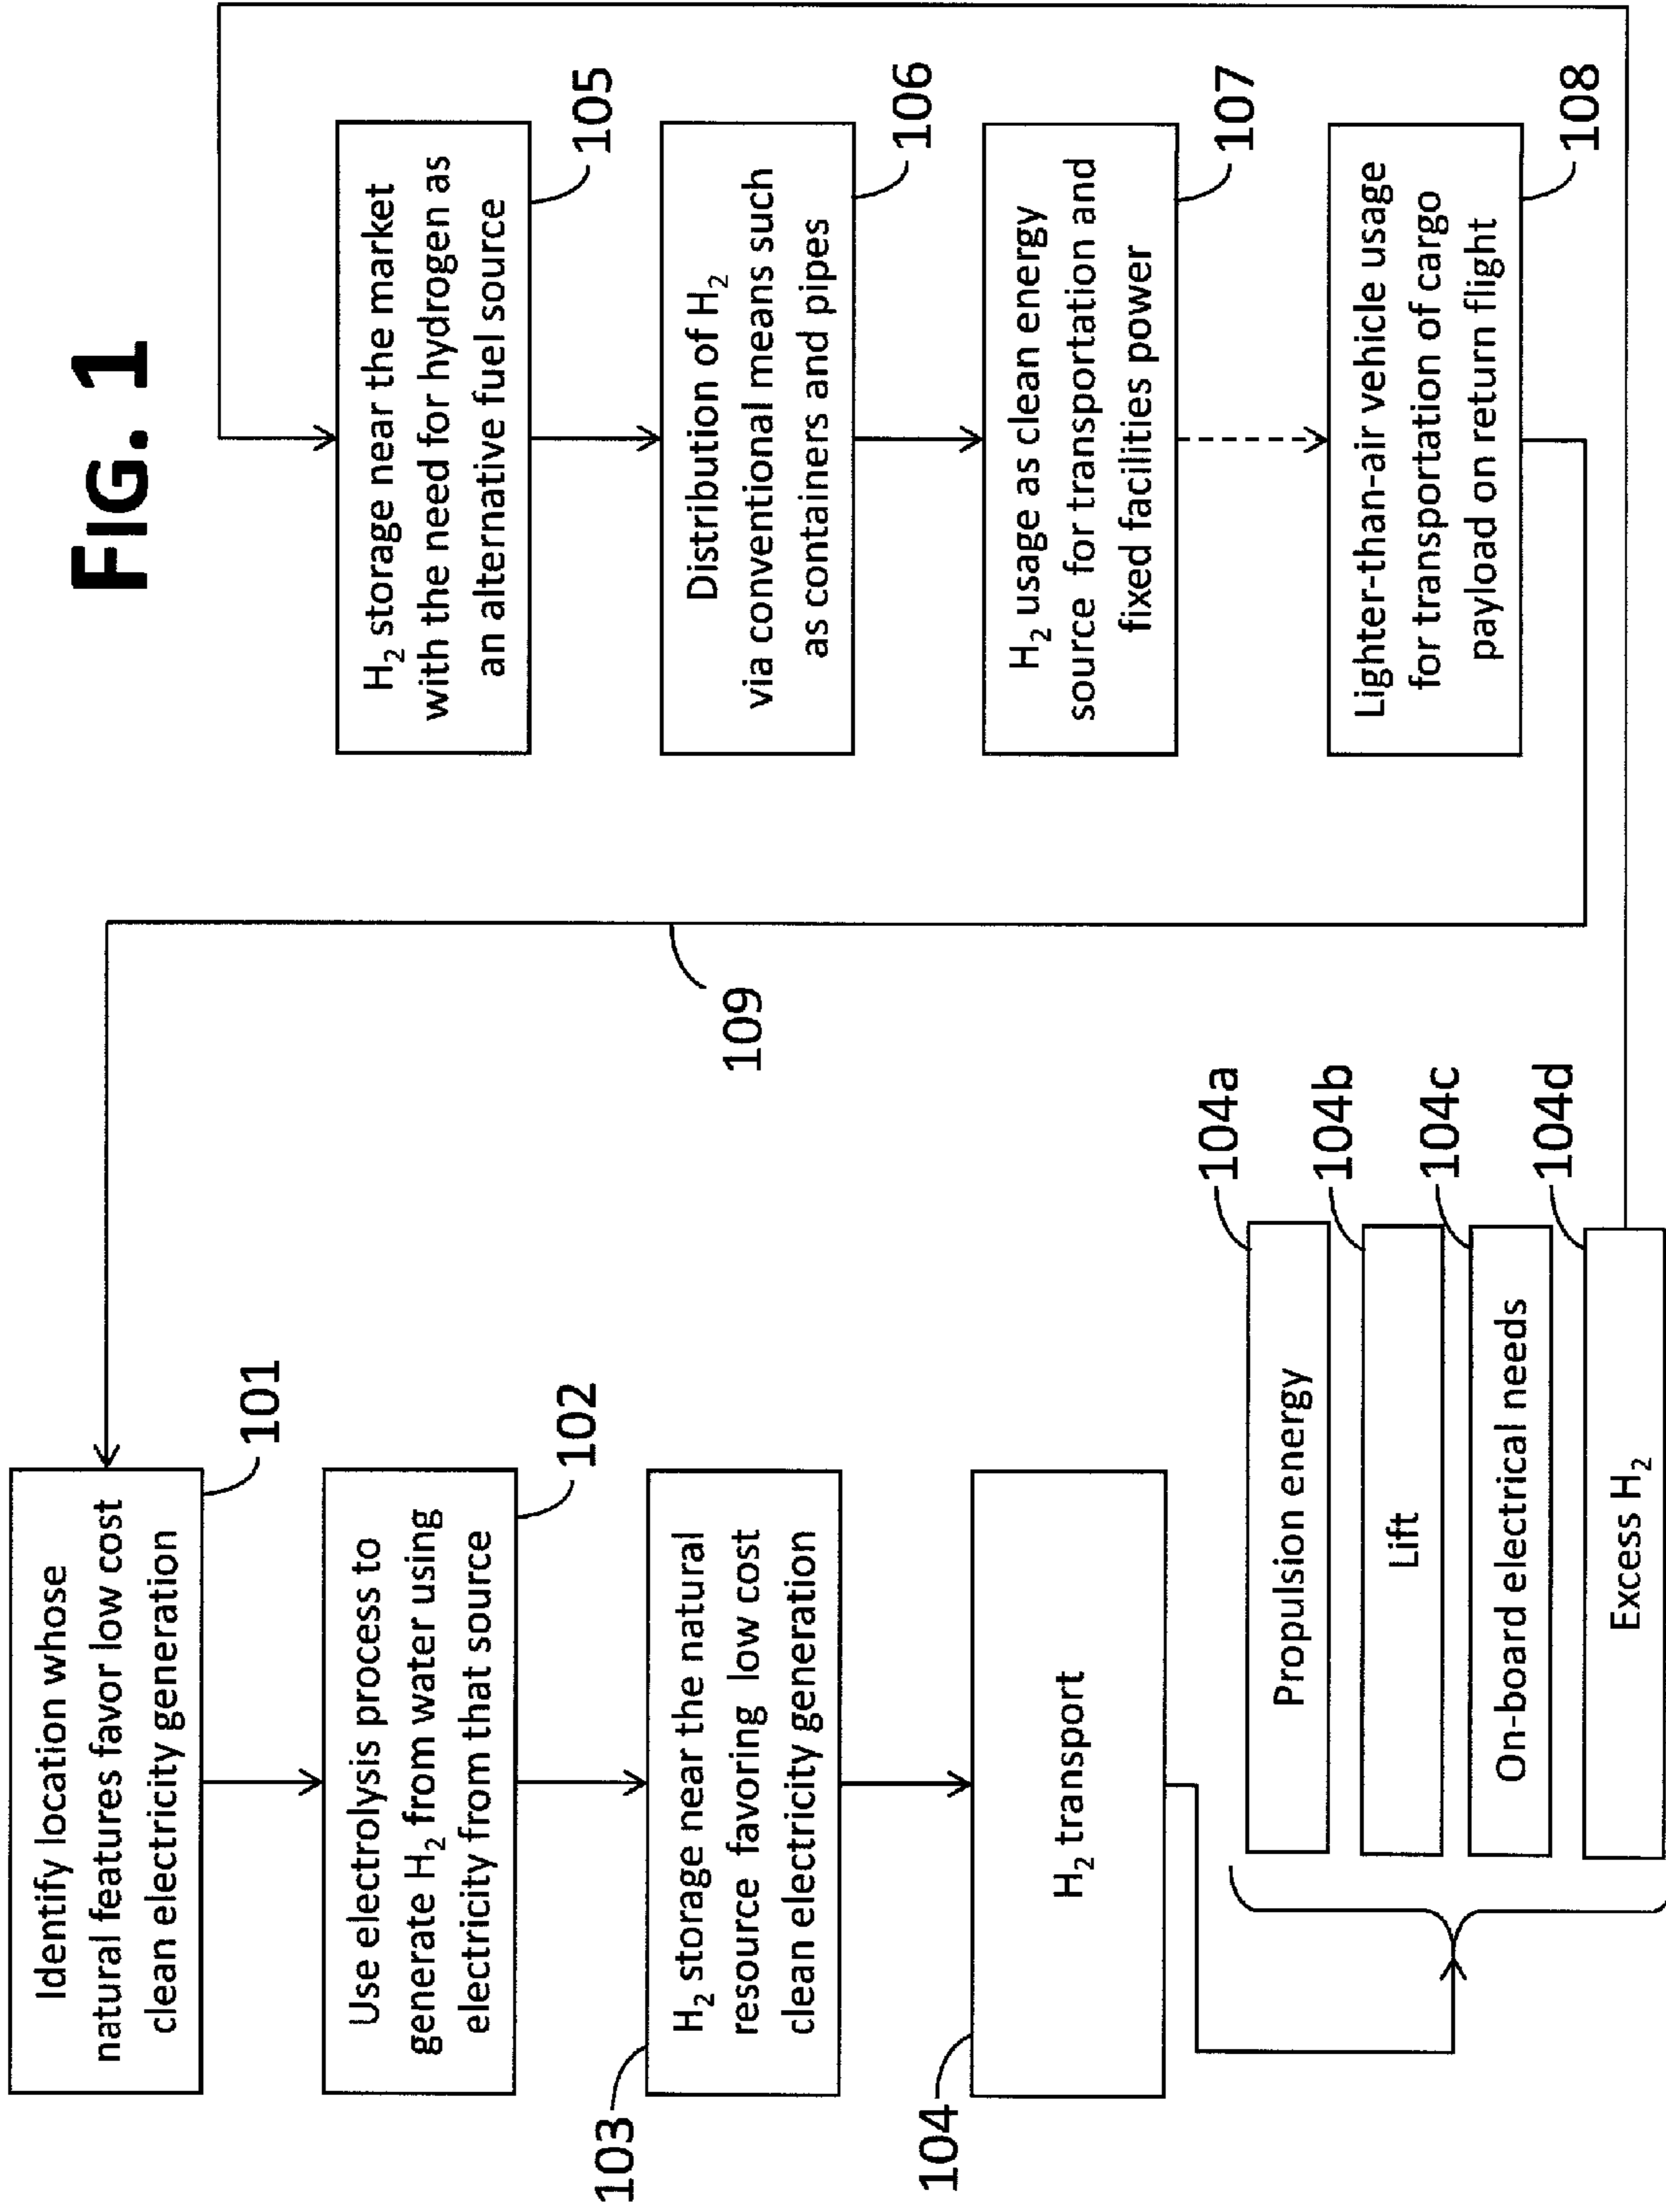 FIG. 1
Identify location whose
natural features favor low cost
clean electricity generation
101
Use electrolysis process to
generate H₂ from water using
electricity from that source
102
H₂ storage near the natural
resource favoring low cost
clean electricity generation
103
H₂ transport
104
Propulsion energy
104a
Lift
104b
On-board electrical needs
104c
Excess H₂
104d
H₂ storage near the market
with the need for hydrogen as
an alternative fuel source
105
Distribution of H₂
via conventional means such
as containers and pipes
106
H₂ usage as clean energy
source for transportation and
fixed facilities power
107
Lighter-than-air vehicle usage
for transportation of cargo
payload on return flight
108
109